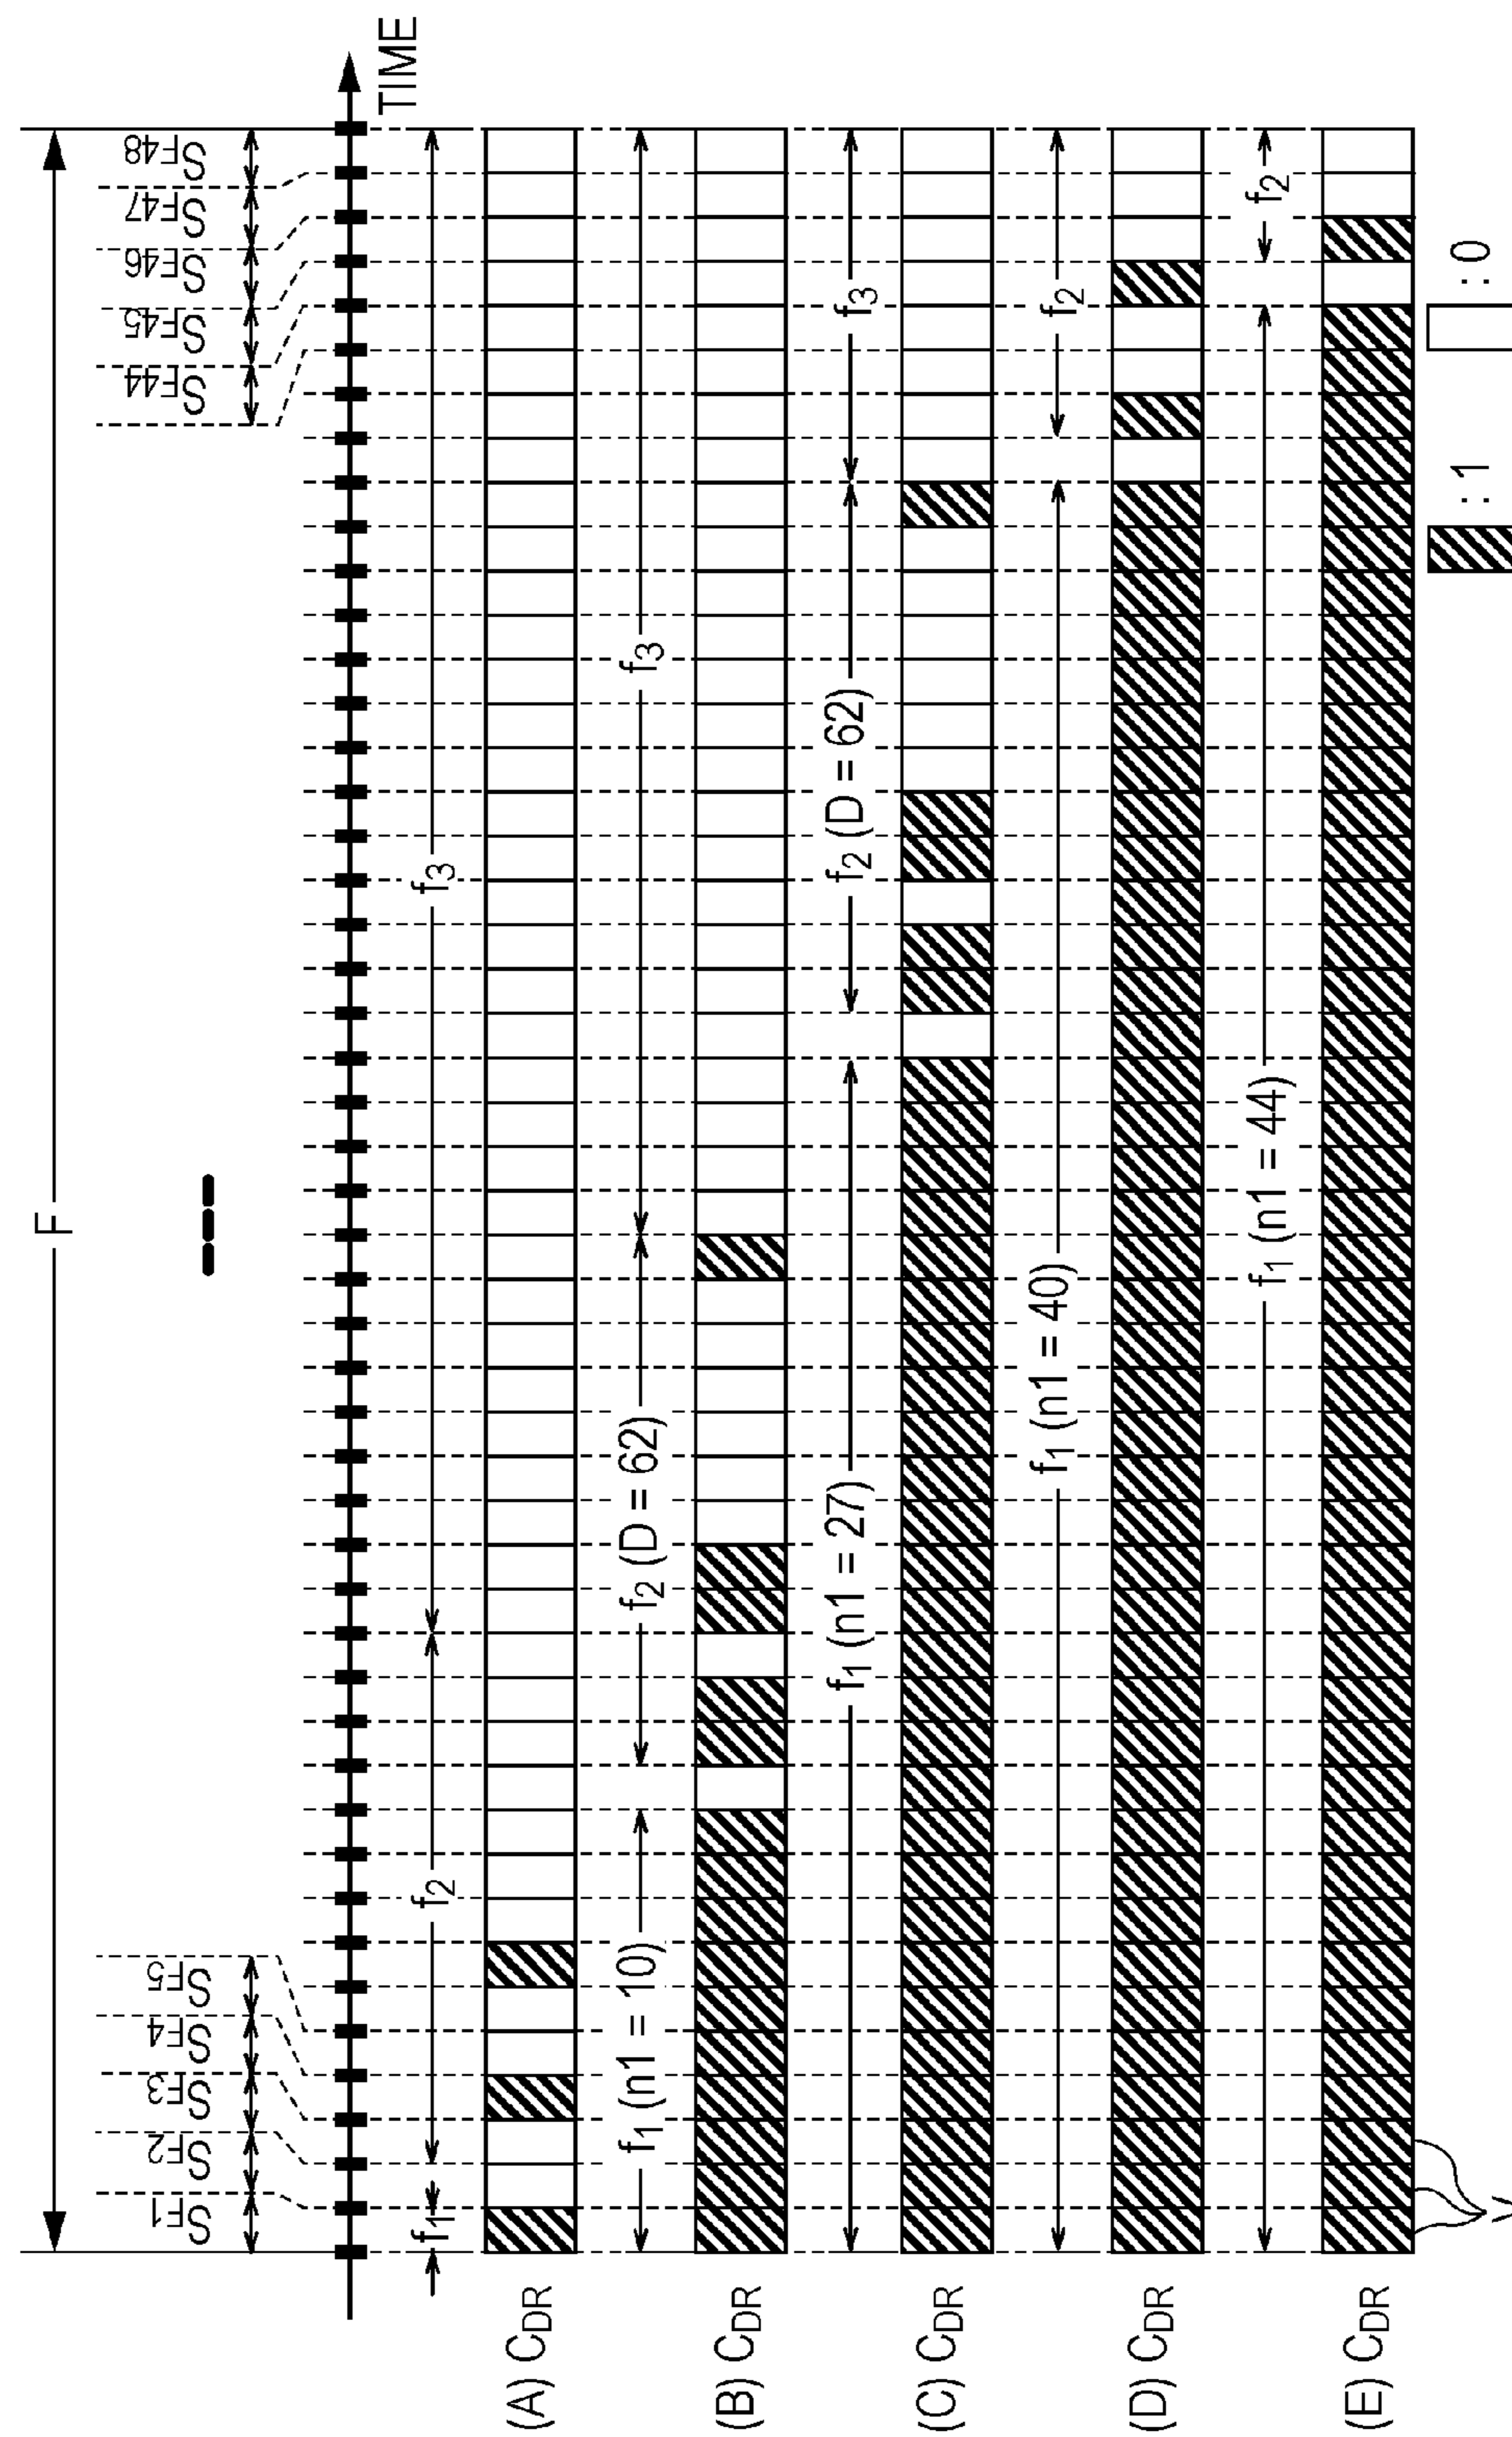 F
SF1 SF2 SF3 SF4 SF5 SF44 SF45 SF46 SF47 SF48
TIME
f1 f2 f3
(A) CDR
f1 (n1 = 10) f2 (D = 62) f3
(B) CDR
f1 (n1 = 27) f2 (D = 62) f3
(C) CDR
f1 (n1 = 40) f2
(D) CDR
f1 (n1 = 44) f2
(E) CDR
: 1 : 0